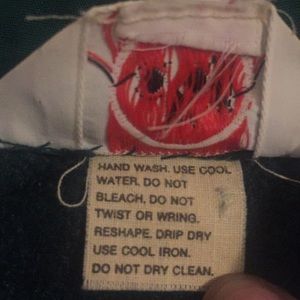 HAND WASH. USE COOL
WATER. DO NOT
BLEACH. DO NOT
TWIST OR WRING.
RESHAPE. DRIP DRY
USE COOL IRON.
DO NOT DRY CLEAN.